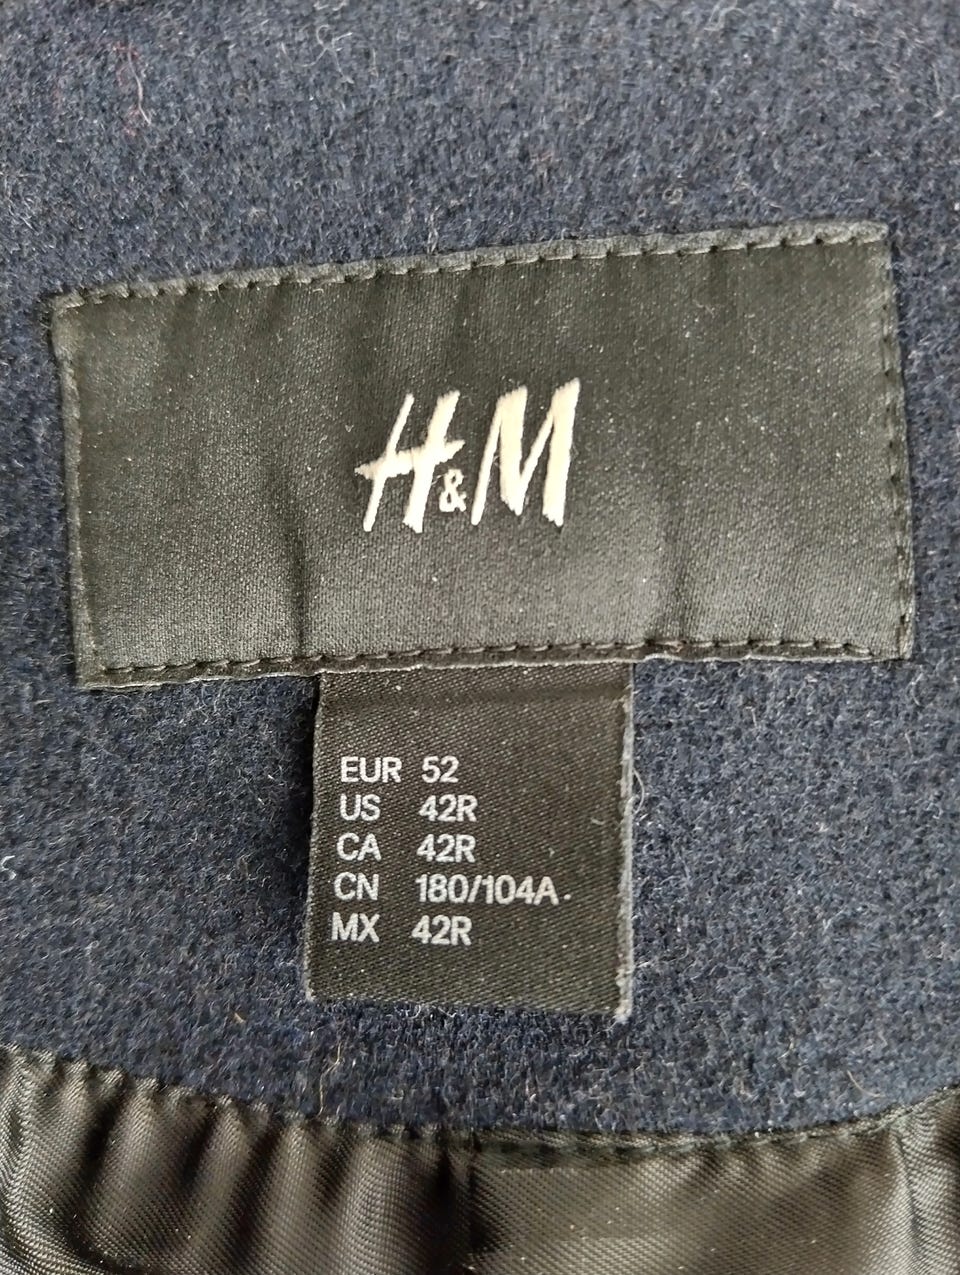 H&M
EUR 52
US 42R
CA 42R
CN 180/104A
MX 42R